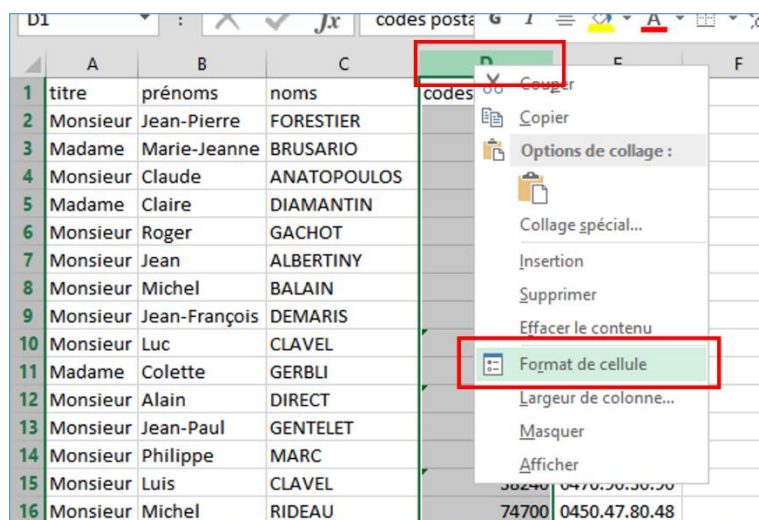 D1 : fx codes posta G I A
A B C D E F
1 titre prénoms noms codes Couper
2 Monsieur Jean-Pierre FORESTIER Copier
3 Madame Marie-Jeanne BRUSARIO Options de collage :
4 Monsieur Claude ANATOPOULOS
5 Madame Claire DIAMANTIN
6 Monsieur Roger GACHOT Collage spécial...
7 Monsieur Jean ALBERTINY Insertion
8 Monsieur Michel BALAIN Supprimer
9 Monsieur Jean-François DEMARIS Effacer le contenu
10 Monsieur Luc CLAVEL
11 Madame Colette GERBLI Format de cellule
12 Monsieur Alain DIRECT Largeur de colonne...
13 Monsieur Jean-Paul GENTELET Masquer
14 Monsieur Philippe MARC Afficher
15 Monsieur Luis CLAVEL 38240
16 Monsieur Michel RIDEAU 74700 0450.47.80.48